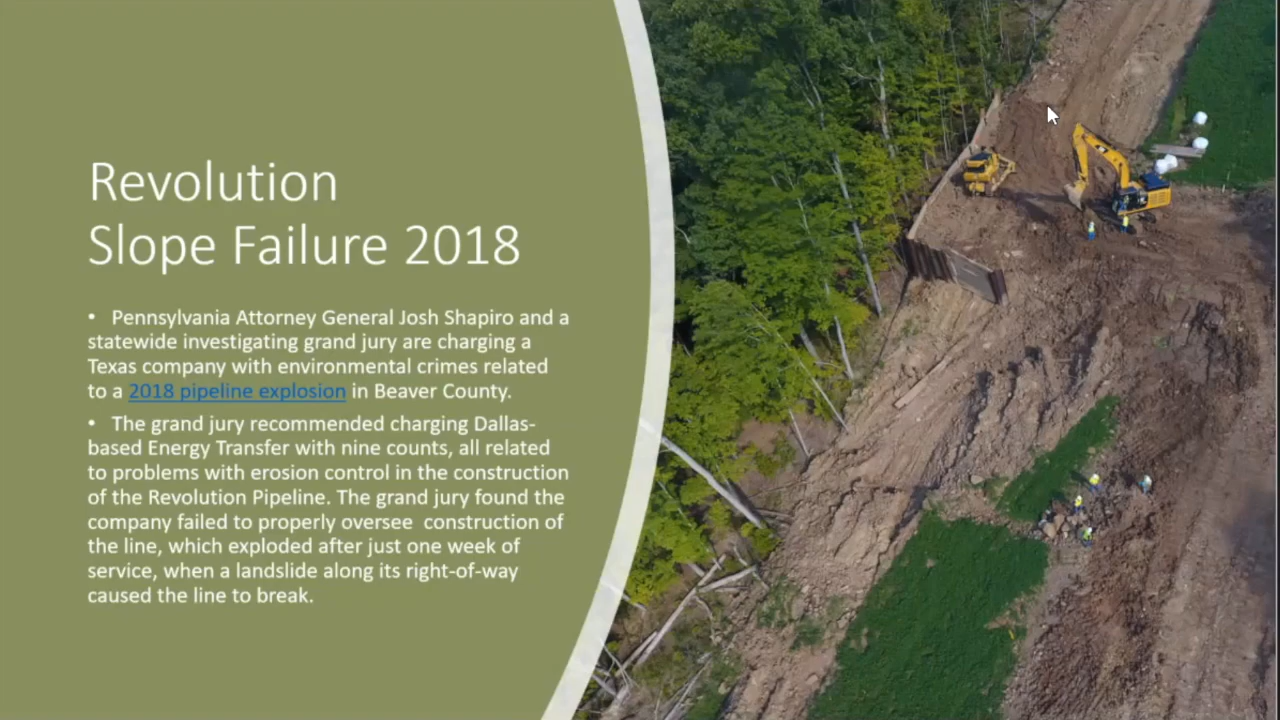 Revolution
Slope Failure 2018
• Pennsylvania Attorney General Josh Shapiro and a
statewide investigating grand jury are charging a
Texas company with environmental crimes related
to a 2018 pipeline explosion in Beaver County.
• The grand jury recommended charging Dallas-
based Energy Transfer with nine counts, all related
to problems with erosion control in the construction
of the Revolution Pipeline. The grand jury found the
company failed to properly oversee  construction of
the line, which exploded after just one week of
service, when a landslide along its right-of-way
caused the line to break.